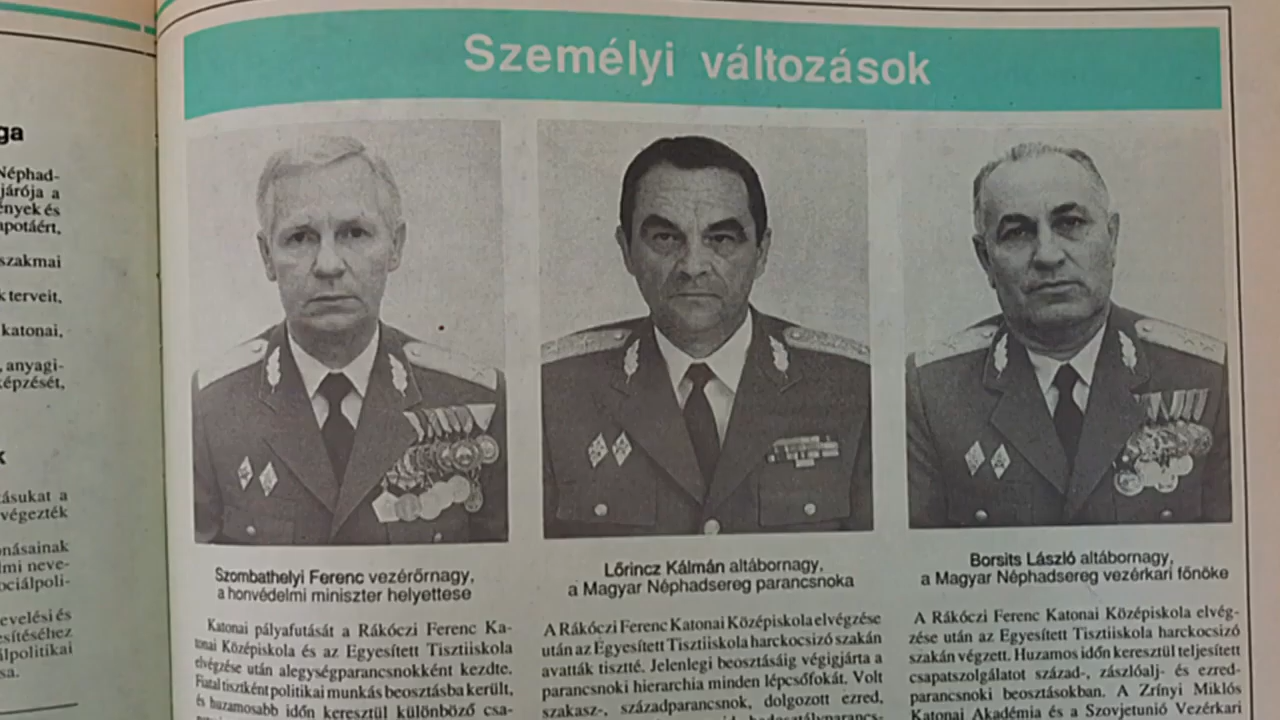 ga
Néphad-
járója a
ények és
apotáért,
szakmai
k terveit,
katonai,
, anyagi-
képzését,
k
ásukat a
végezték
onásainak
lmi neve-
ociálpoli-
evelési és
esítéséhez
álpolitikai
sa.
Személyi változások
Szombathelyi Ferenc vezérőrnagy,
a honvédelmi miniszter helyettese
Katonai pályafutását a Rákóczi Ferenc Ka-
tonai Középiskola és az Egyesített Tisztiiskola
elvégzése után alegységparancsnokként kezdte.
Fiatal tisztként politikai munkás beosztásba került,
és huzamosabb időn keresztül különböző csa-
Lőrincz Kálmán altábornagy,
a Magyar Néphadsereg parancsnoka
A Rákóczi Ferenc Katonai Középiskola elvégzése
után az Egyesített Tisztiiskola harckocsizó szakán
avatták tisztté. Jelenlegi beosztásáig végigjárta a
parancsnoki hierarchia minden lépcsőfokát. Volt
szakasz-, századparancsnok, dolgozott ezred,
Borsits László altábornagy,
a Magyar Néphadsereg vezérkari főnöke
A Rákóczi Ferenc Katonai Középiskola elvég-
zése után az Egyesített Tisztiiskola harckocsizó
szakán végzett. Huzamos időn keresztül teljesített
csapatszolgálatot század-, zászlóalj- és ezred-
parancsnoki beosztásokban. A Zrínyi Miklós
Katonai Akadémia és a Szovjetunió Vezérkari